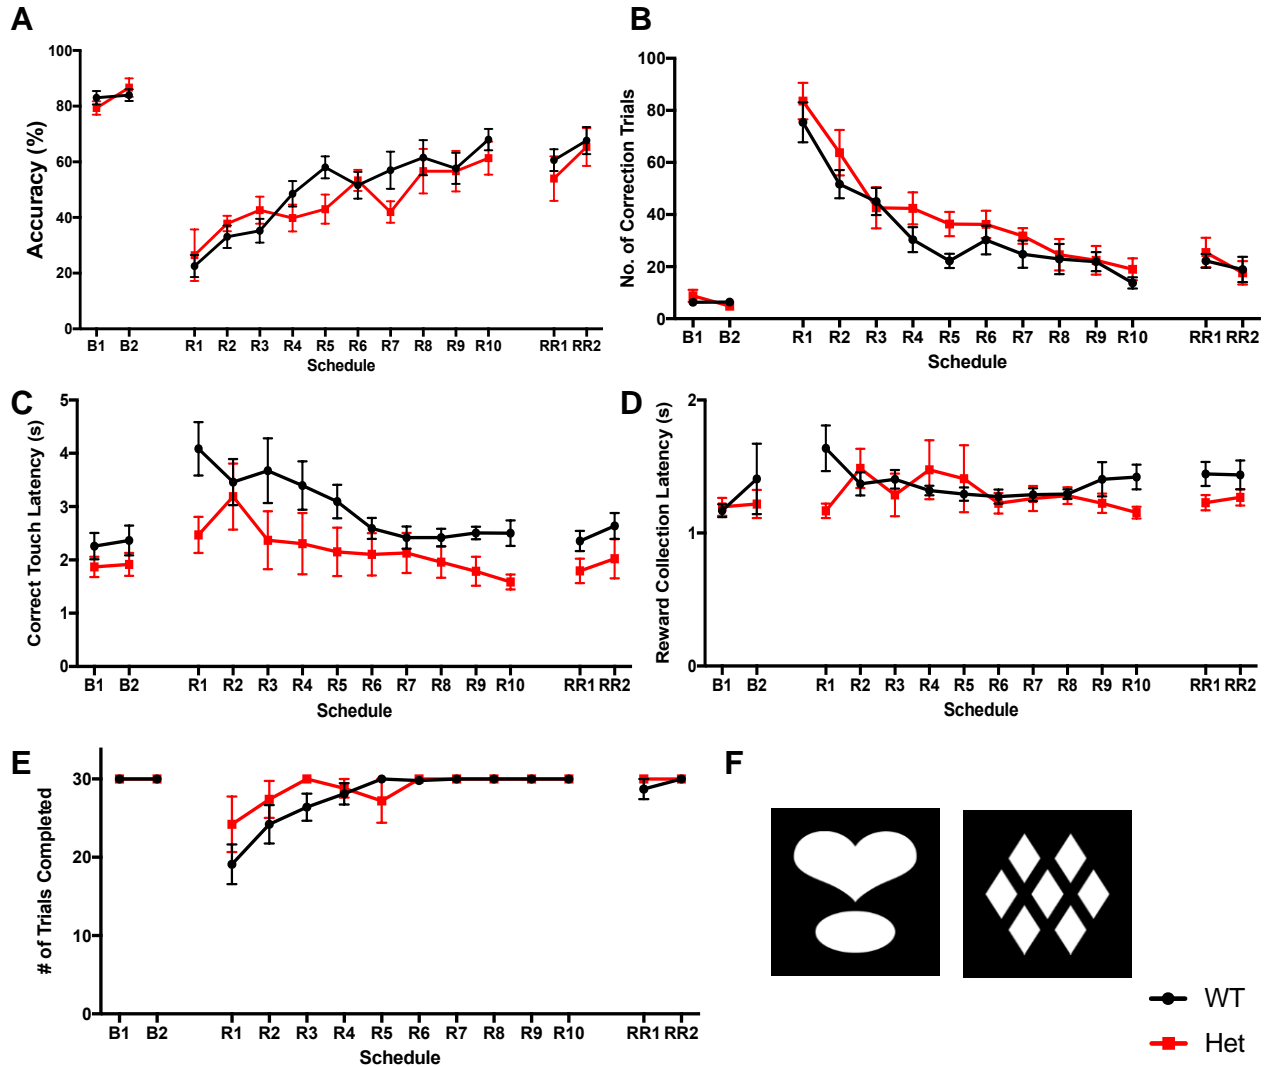 A
Accuracy (%)
100
80
60
40
20
0
B1 B2 R1 R2 R3 R4 R5 R6 R7 R8 R9 R10 RR1 RR2
Schedule
B
No. of Correction Trials
100
80
60
40
20
0
B1 B2 R1 R2 R3 R4 R5 R6 R7 R8 R9 R10 RR1 RR2
Schedule
C
Correct Touch Latency (s)
5
4
3
2
1
0
B1 B2 R1 R2 R3 R4 R5 R6 R7 R8 R9 R10 RR1 RR2
Schedule
D
Reward Collection Latency (s)
2
1
0
B1 B2 R1 R2 R3 R4 R5 R6 R7 R8 R9 R10 RR1 RR2
Schedule
E
# of Trials Completed
30
20
10
0
B1 B2 R1 R2 R3 R4 R5 R6 R7 R8 R9 R10 RR1 RR2
Schedule
F
WT
Het